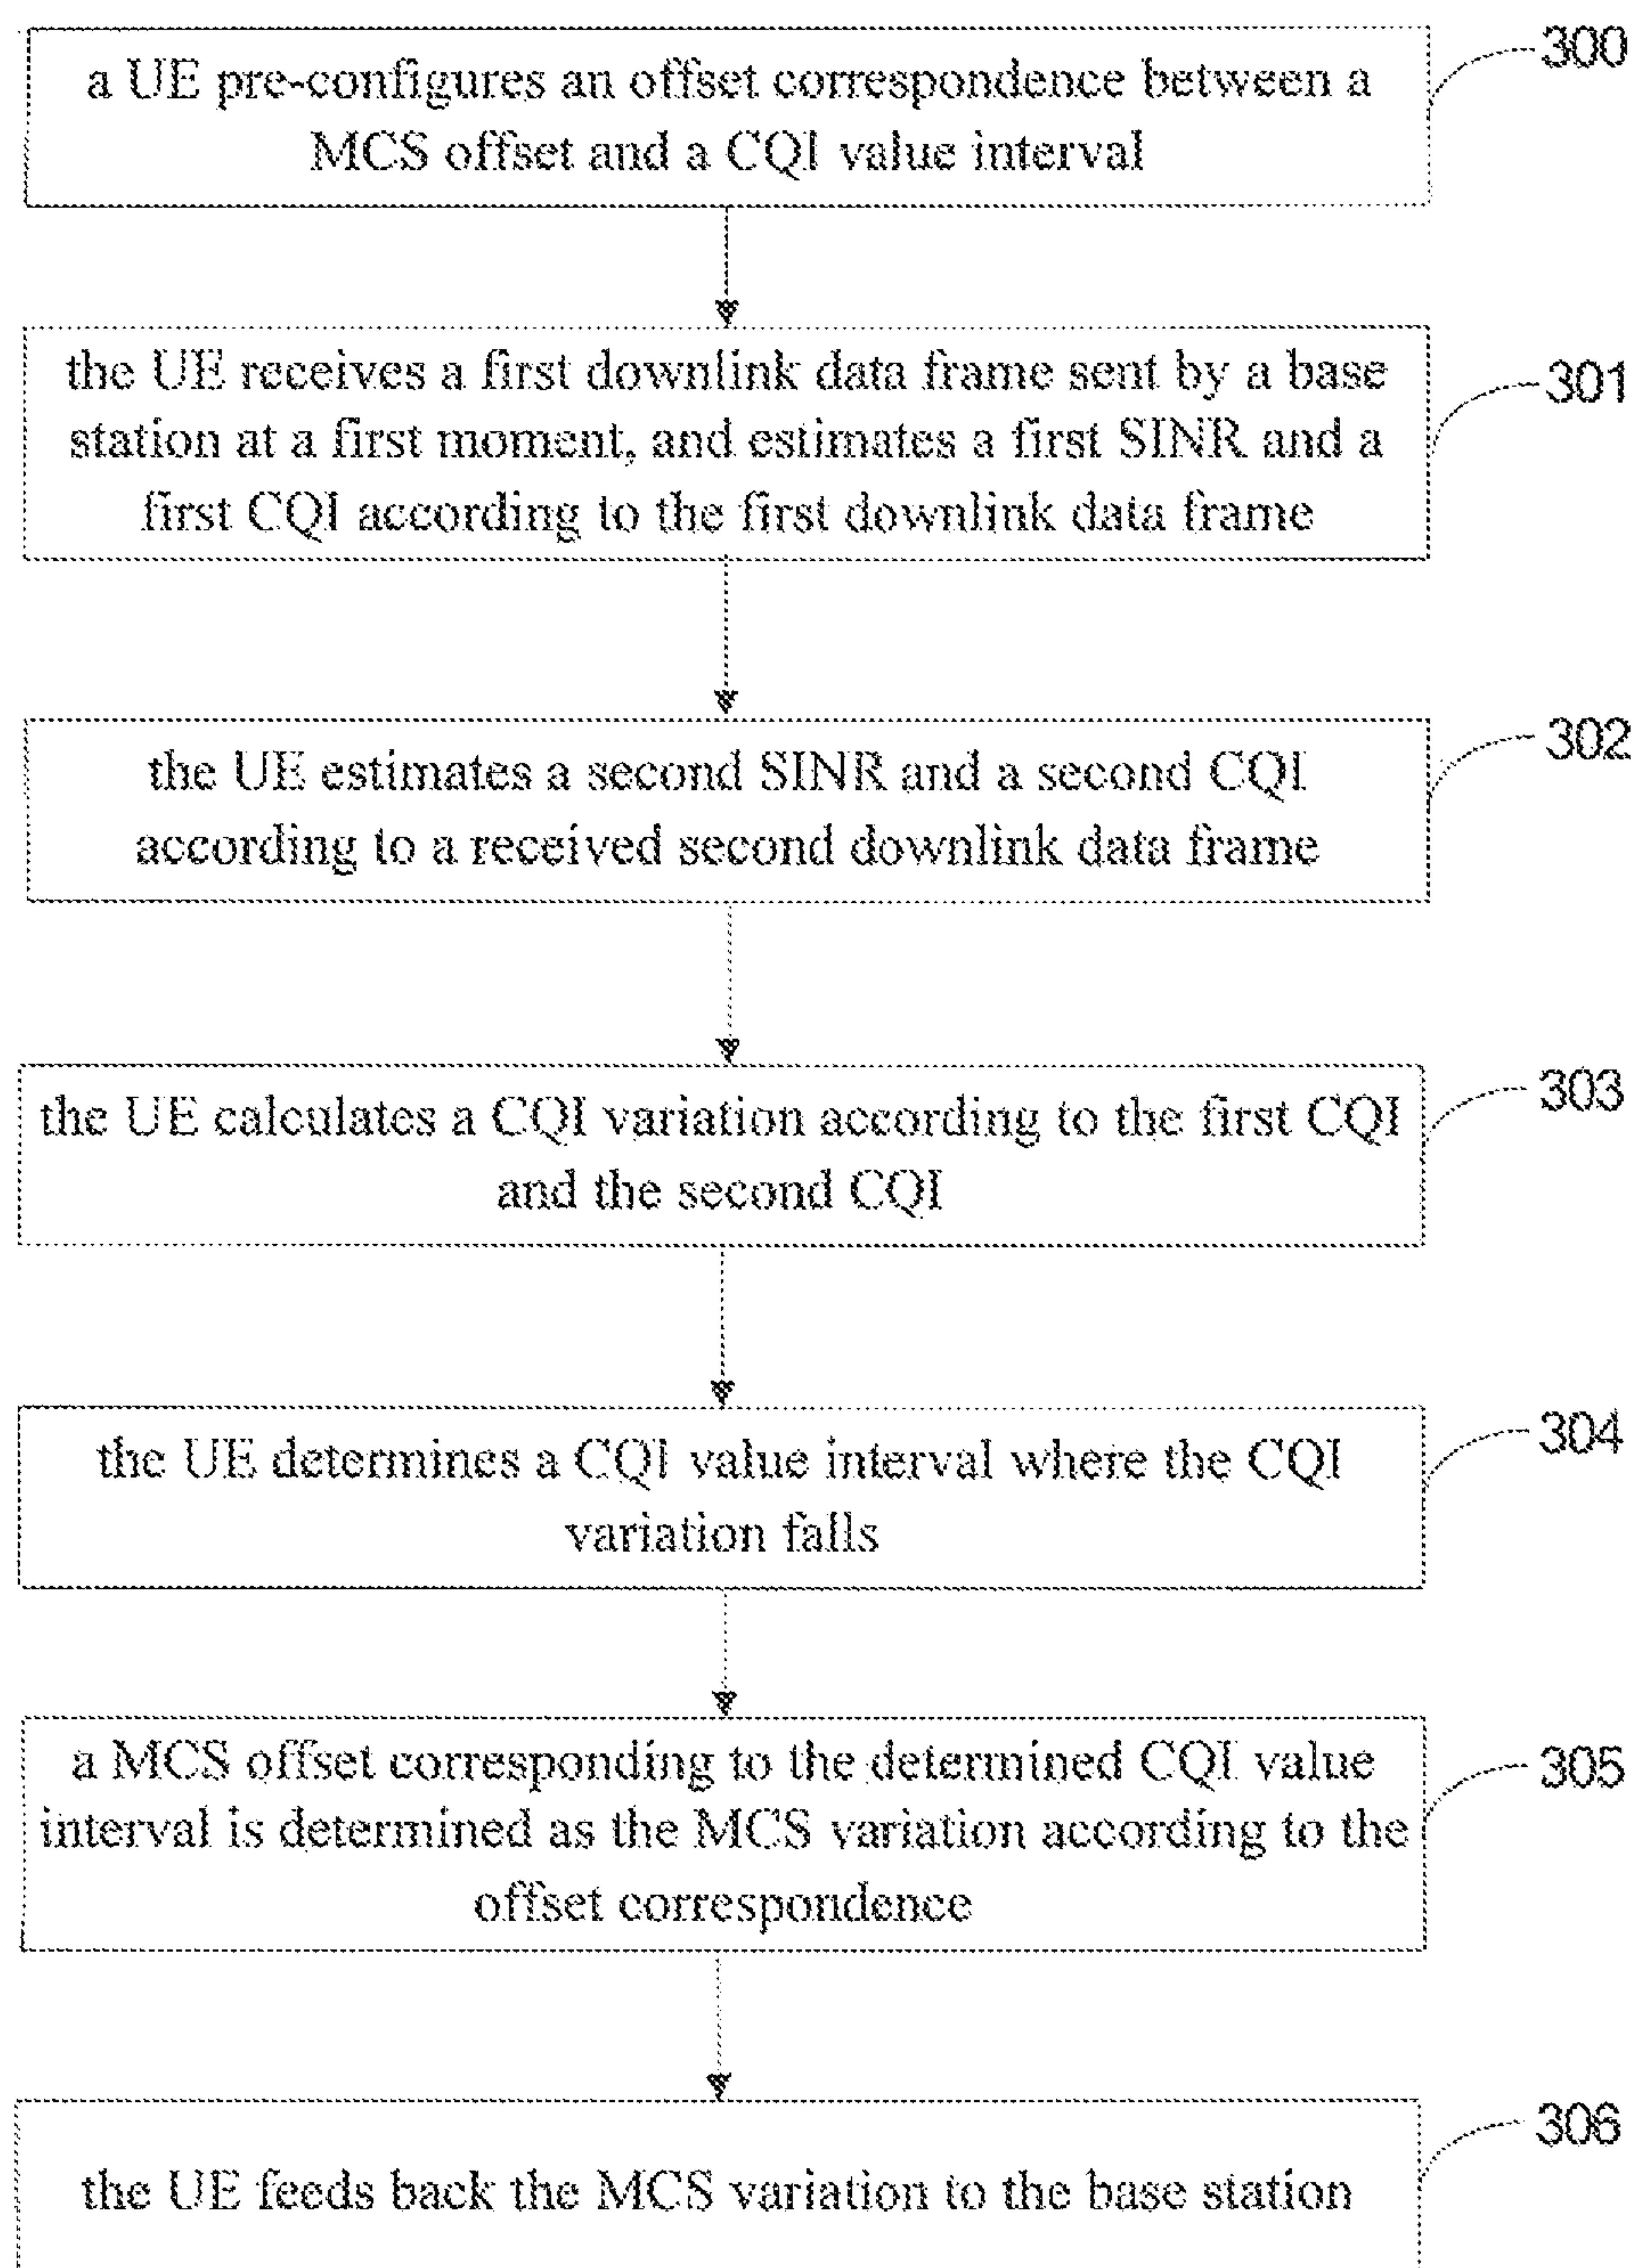 300
a UE pre-configures an offset correspondence between a
MCS offset and a CQI value interval
301
the UE receives a first downlink data frame sent by a base
station at a first moment, and estimates a first SINR and a
first CQI according to the first downlink data frame
302
the UE estimates a second SINR and a second CQI
according to a received second downlink data frame
303
the UE calculates a CQI variation according to the first CQI
and the second CQI
304
the UE determines a CQI value interval where the CQI
variation falls
305
a MCS offset corresponding to the determined CQI value
interval is determined as the MCS variation according to the
offset correspondence
306
the UE feeds back the MCS variation to the base station